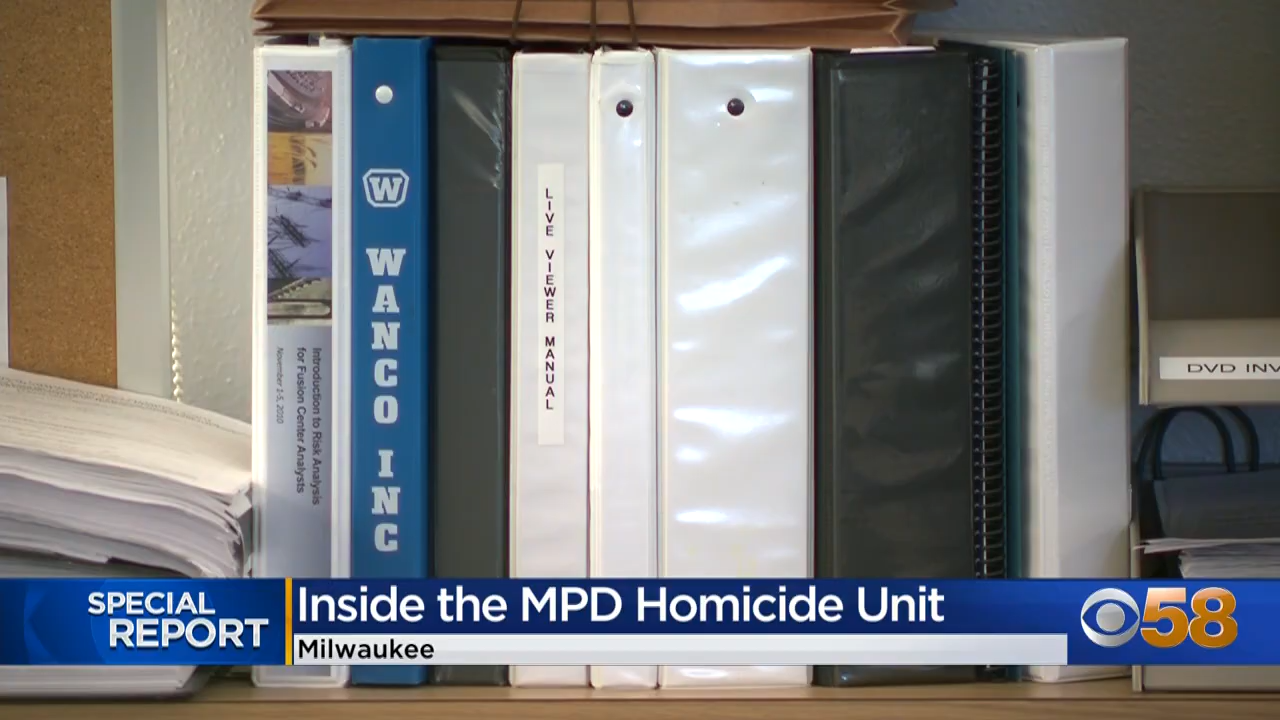 Introduction to Risk Analysis
for Fusion Center Analysts
November 1-5, 2010
W
WANCO INC
LIVE VIEWER MANUAL
DVD INV
SPECIAL
REPORT
Inside the MPD Homicide Unit
Milwaukee
58